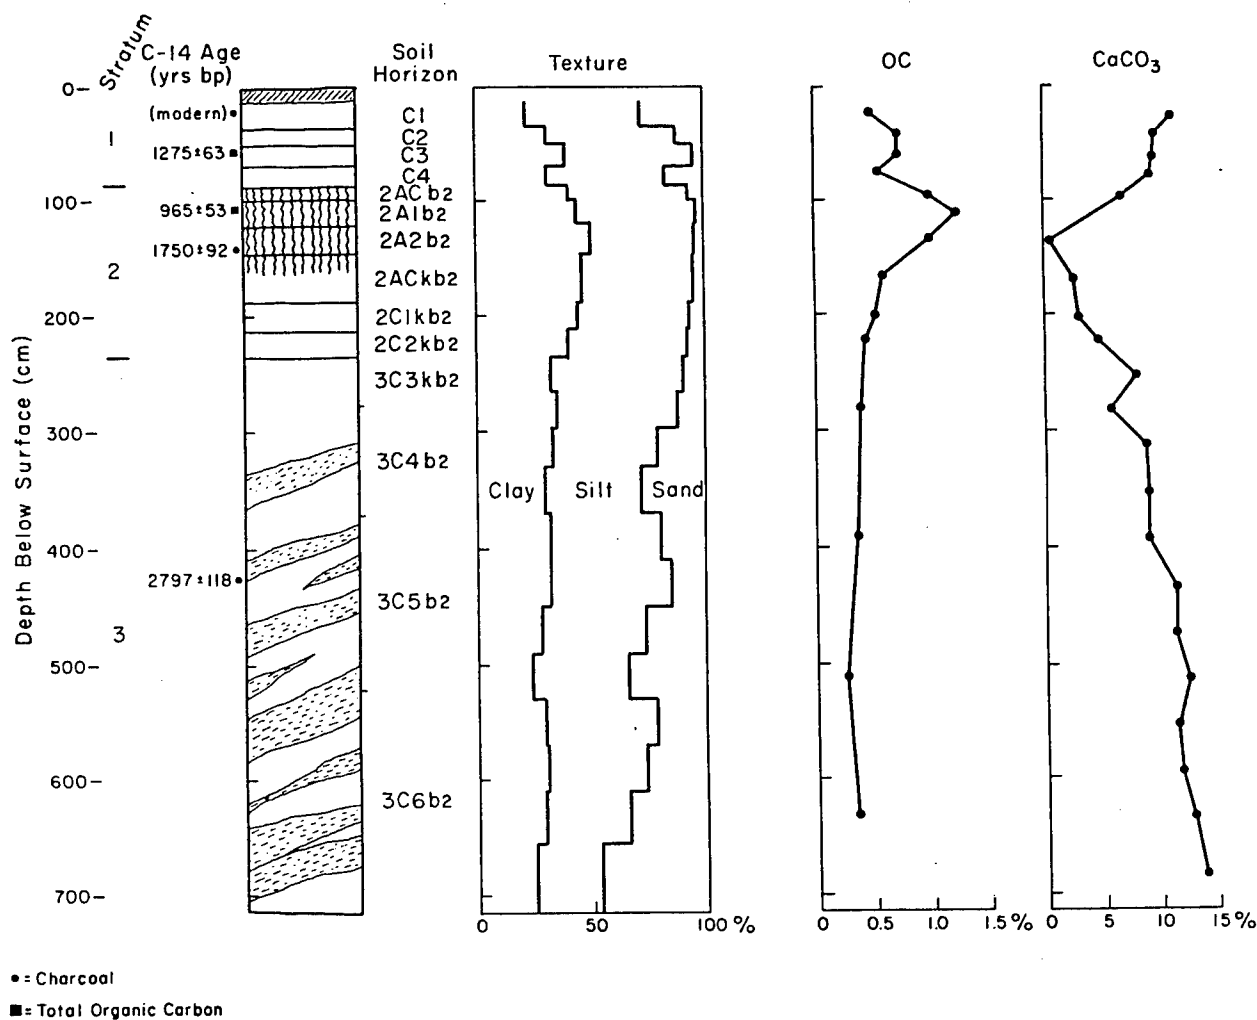 Stratum
C-14 Age
(yrs bp)
Soil
Horizon
Texture
OC
CaCO3
Depth Below Surface (cm)
0-
100-
200-
300-
400-
500-
600-
700-
1
2
3
(modern)
1275±63
965±53
1750±92
2797±118
C1
C2
C3
C4
2ACb2
2A1b2
2A2b2
2ACkb2
2C1kb2
2C2kb2
3C3kb2
3C4b2
3C5b2
3C6b2
Clay
Silt
Sand
0 50 100 %
0 0.5 1.0 1.5 %
0 5 10 15 %
● = Charcoal
■ = Total Organic Carbon